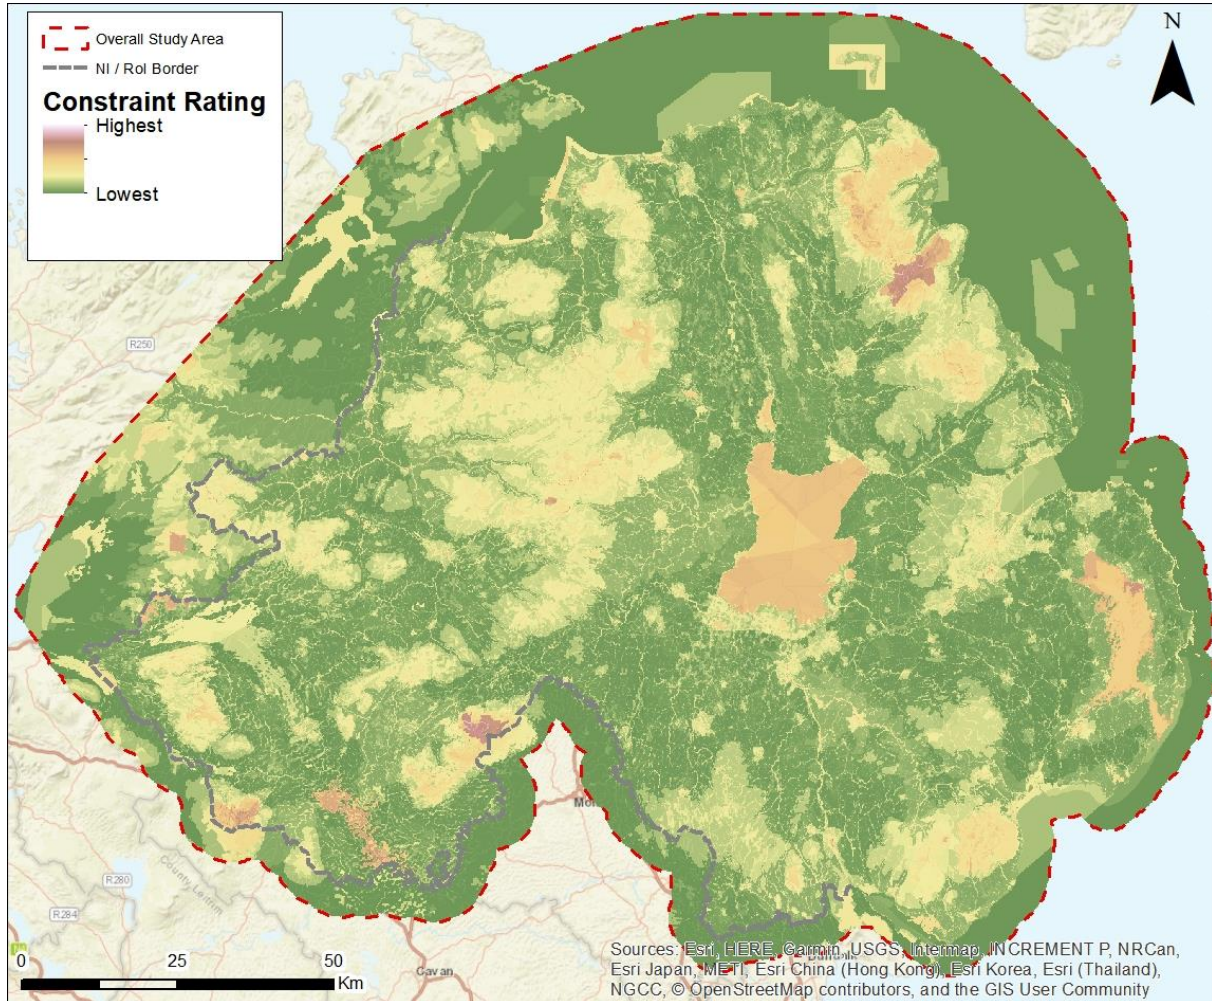 Overall Study Area
NI / RoI Border
Constraint Rating
Highest
Lowest
N
R250
R280
County Leitrim
R284
Cavan
0
25
50
Km
Sources: Esri, HERE, Garmin, USGS, Intermap, INCREMENT P, NRCan,
Esri Japan, METI, Esri China (Hong Kong), Esri Korea, Esri (Thailand),
NGCC, © OpenStreetMap contributors, and the GIS User Community